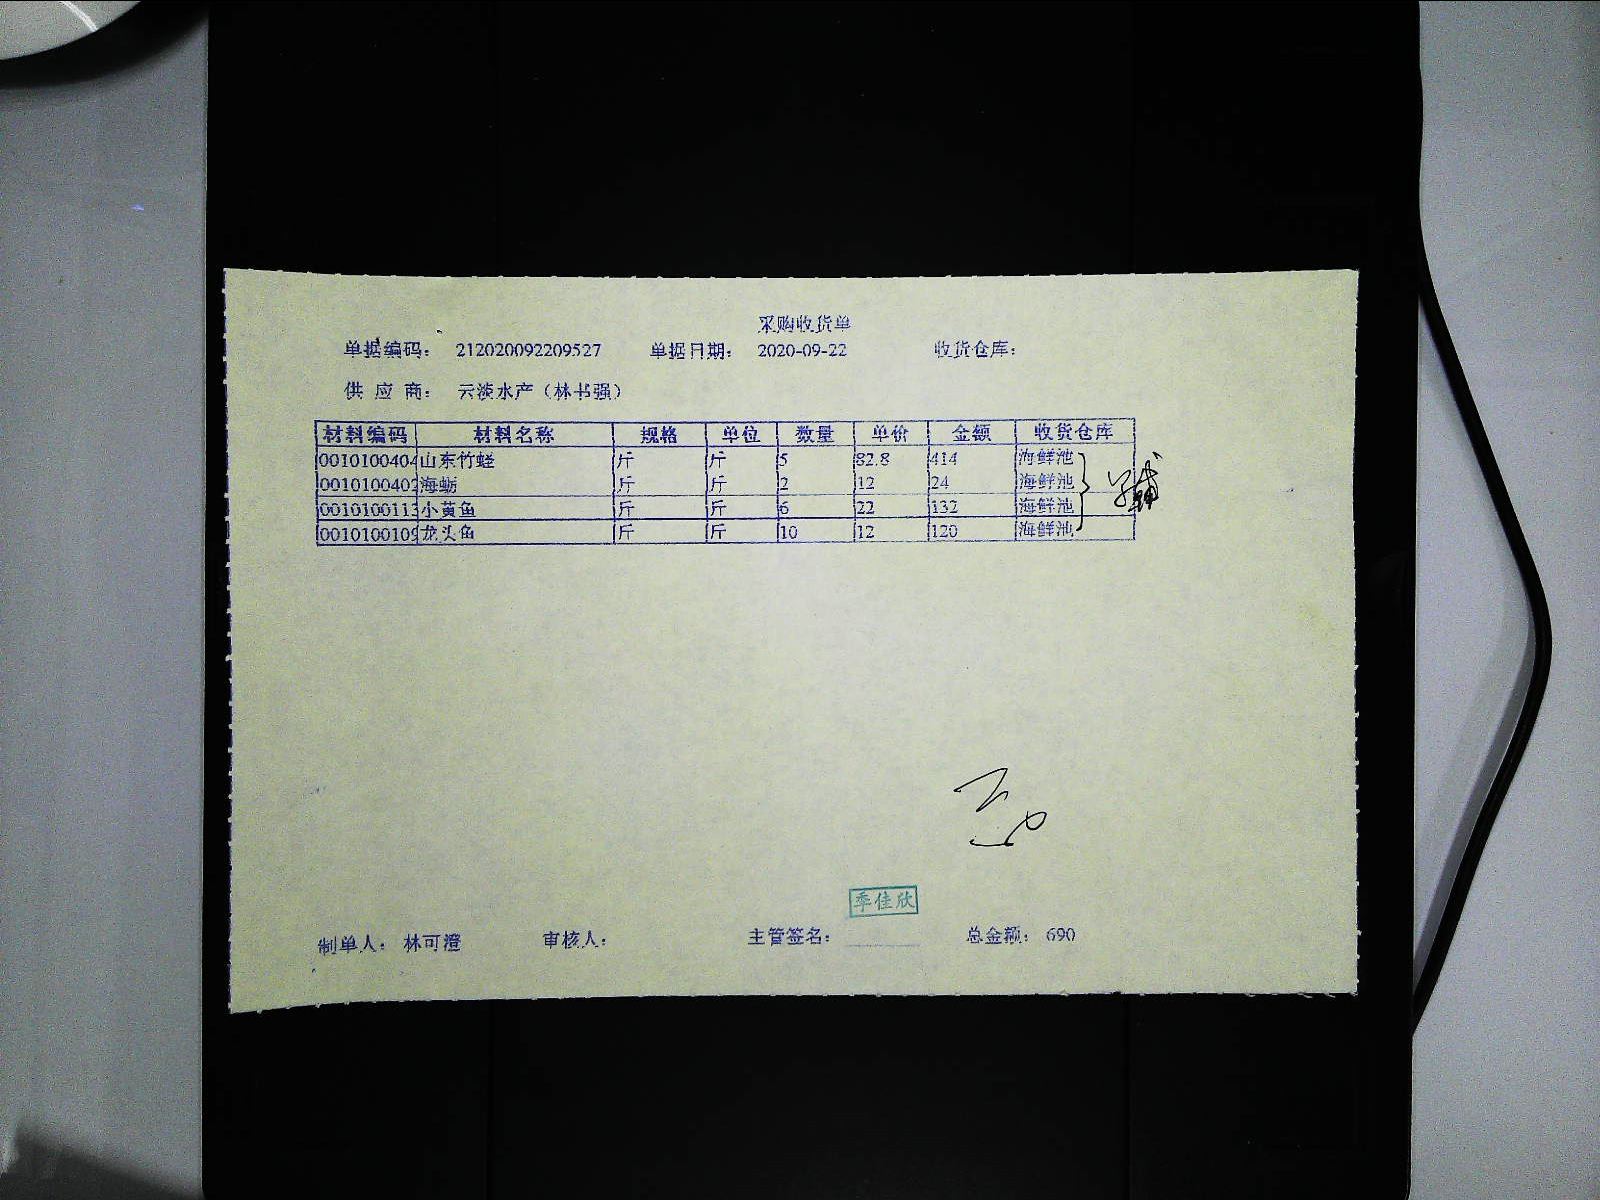 采购收货单
单据编码： 212020092209527 单据日期： 2020-09-22 收货仓库：
供 应 商： 云淡水产（林书强）
材料编码 材料名称 规格 单位 数量 单价 金额 收货仓库
0010100404 山东竹蛏 斤 斤 5 82.8 414 海鲜池
0010100402 海蛎 斤 斤 2 12 24 海鲜池
0010100113 小黄鱼 斤 斤 6 22 132 海鲜池
0010100109 龙头鱼 斤 斤 10 12 120 海鲜池
季佳欣
制单人： 林可澄 审核人： 主管签名： 总金额： 690